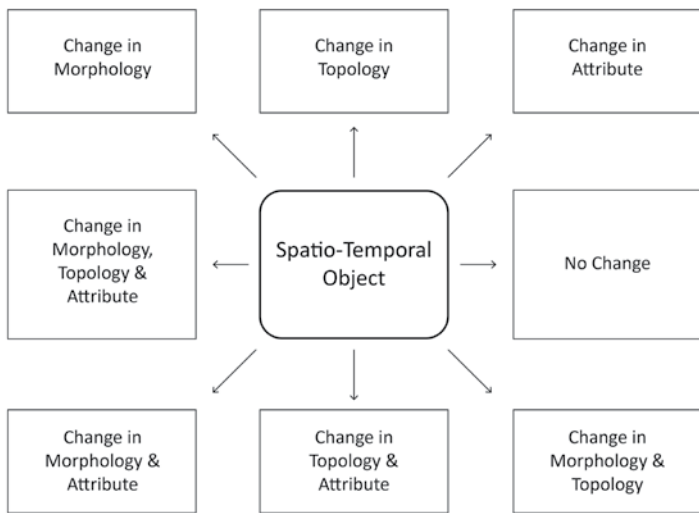 Change in
Morphology
Change in
Topology
Change in
Attribute
Change in
Morphology,
Topology &
Attribute
Spatio-Temporal
Object
No Change
Change in
Morphology &
Attribute
Change in
Topology &
Attribute
Change in
Morphology &
Topology